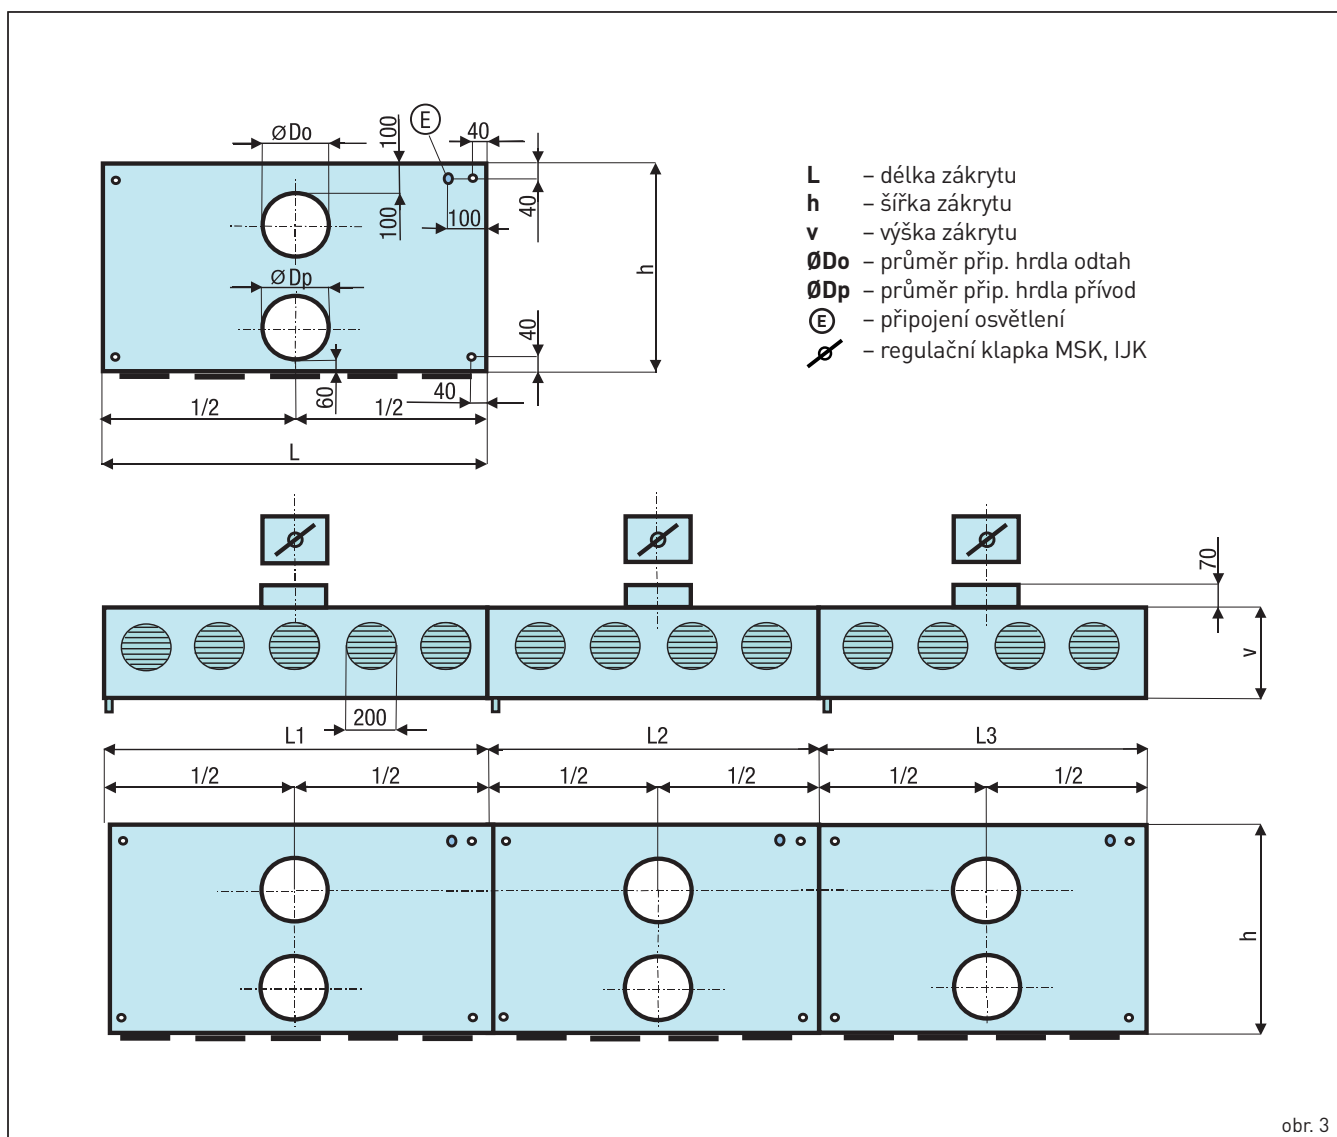 ØDo
100
E
40
100
40
100
ØDp
h
40
40
60
1/2
1/2
L
L – délka zákrytu
h – šířka zákrytu
v – výška zákrytu
ØDo – průměr přip. hrdla odtah
ØDp – průměr přip. hrdla přívod
E – připojení osvětlení
– regulační klapka MSK, IJK
70
v
200
L1
L2
L3
1/2
1/2
1/2
1/2
1/2
1/2
h
obr. 3